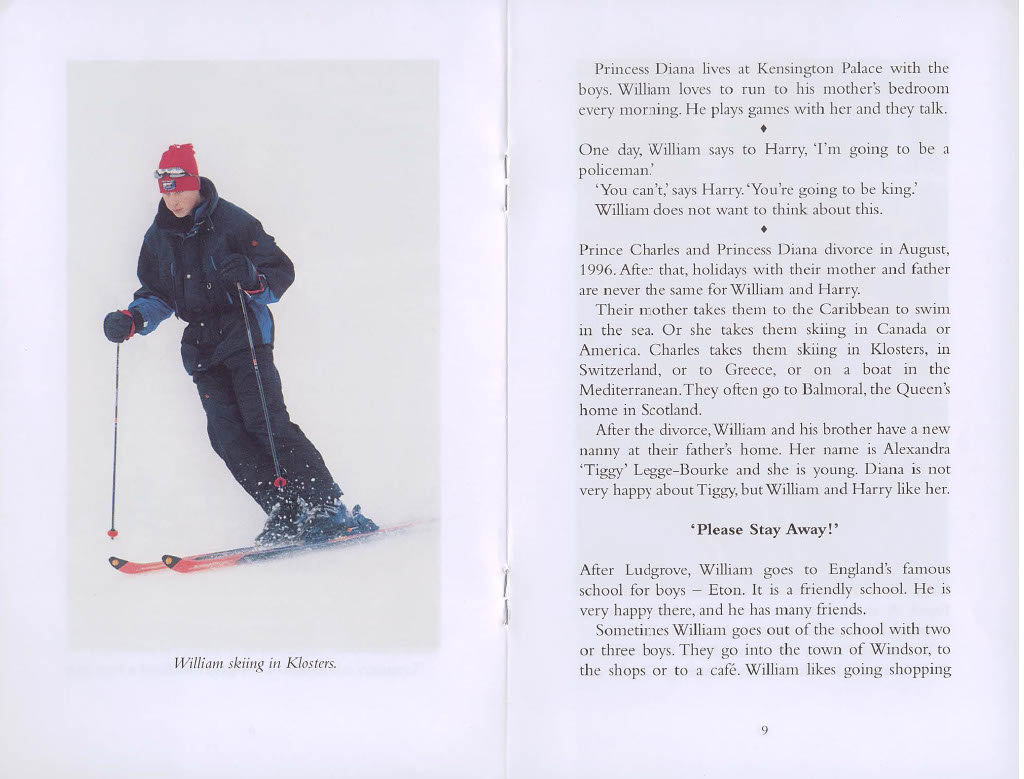 William skiing in Klosters.
Princess Diana lives at Kensington Palace with the
boys. William loves to run to his mother's bedroom
every morning. He plays games with her and they talk.
♦
One day, William says to Harry, 'I'm going to be a
policeman.'
'You can't,' says Harry. 'You're going to be king.'
William does not want to think about this.
♦
Prince Charles and Princess Diana divorce in August,
1996. After that, holidays with their mother and father
are never the same for William and Harry.
Their mother takes them to the Caribbean to swim
in the sea. Or she takes them skiing in Canada or
America. Charles takes them skiing in Klosters, in
Switzerland, or to Greece, or on a boat in the
Mediterranean. They often go to Balmoral, the Queen's
home in Scotland.
After the divorce, William and his brother have a new
nanny at their father's home. Her name is Alexandra
'Tiggy' Legge-Bourke and she is young. Diana is not
very happy about Tiggy, but William and Harry like her.
'Please Stay Away!'
After Ludgrove, William goes to England's famous
school for boys – Eton. It is a friendly school. He is
very happy there, and he has many friends.
Sometimes William goes out of the school with two
or three boys. They go into the town of Windsor, to
the shops or to a café. William likes going shopping
9